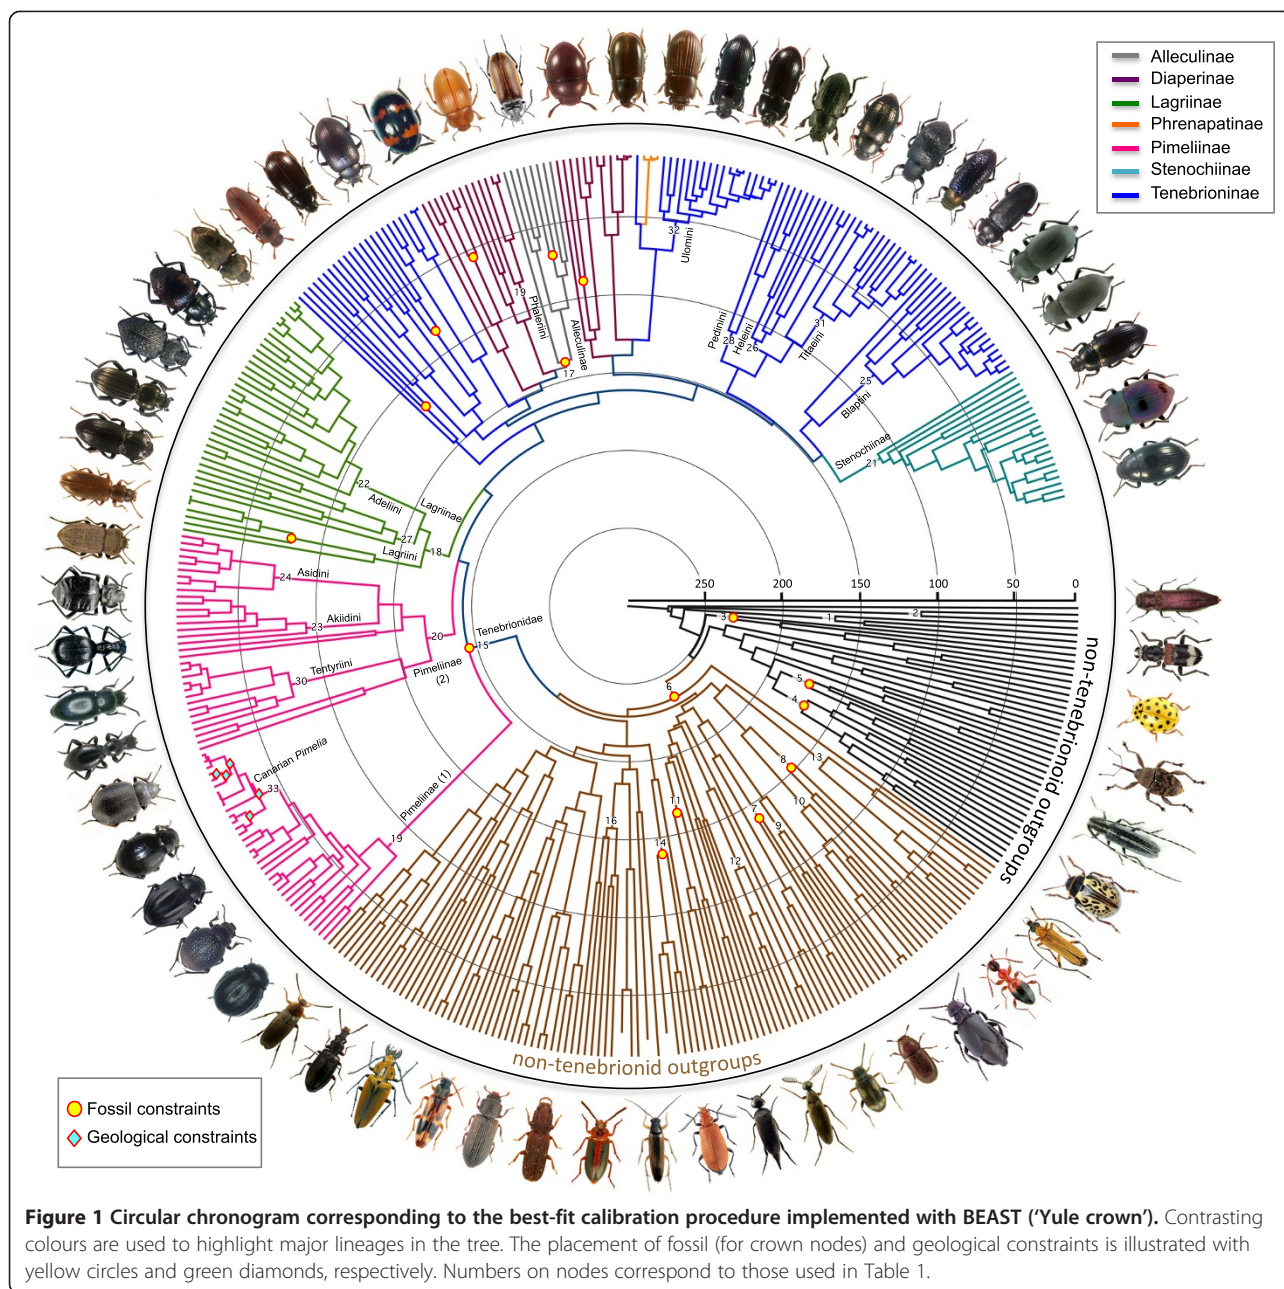 Alleculinae
Diaperinae
Lagriinae
Phrenapatinae
Pimeliinae
Stenochiinae
Tenebrioninae
32
Ulomini
19
Phaleriini
Alleculinae
17
Pedinini
28
Heleini
26
31
Titaeini
25
Blaptini
Stenochiinae
21
22
Adeliini
Lagriinae
27
Lagriini
18
24
Asidini
Akiidini
23
20
Tenebrionidae
15
Pimeliinae
(2)
Tentyriini
30
Canarian Pimelia
33
Pimeliinae (1)
19
250
200
150
100
50
0
3
1
2
5
4
6
13
8
10
7
9
11
12
14
16
non-tenebrionoid outgroups
non-tenebrionid outgroups
Fossil constraints
Geological constraints
Figure 1 Circular chronogram corresponding to the best-fit calibration procedure implemented with BEAST (‘Yule crown’). Contrasting
colours are used to highlight major lineages in the tree. The placement of fossil (for crown nodes) and geological constraints is illustrated with
yellow circles and green diamonds, respectively. Numbers on nodes correspond to those used in Table 1.